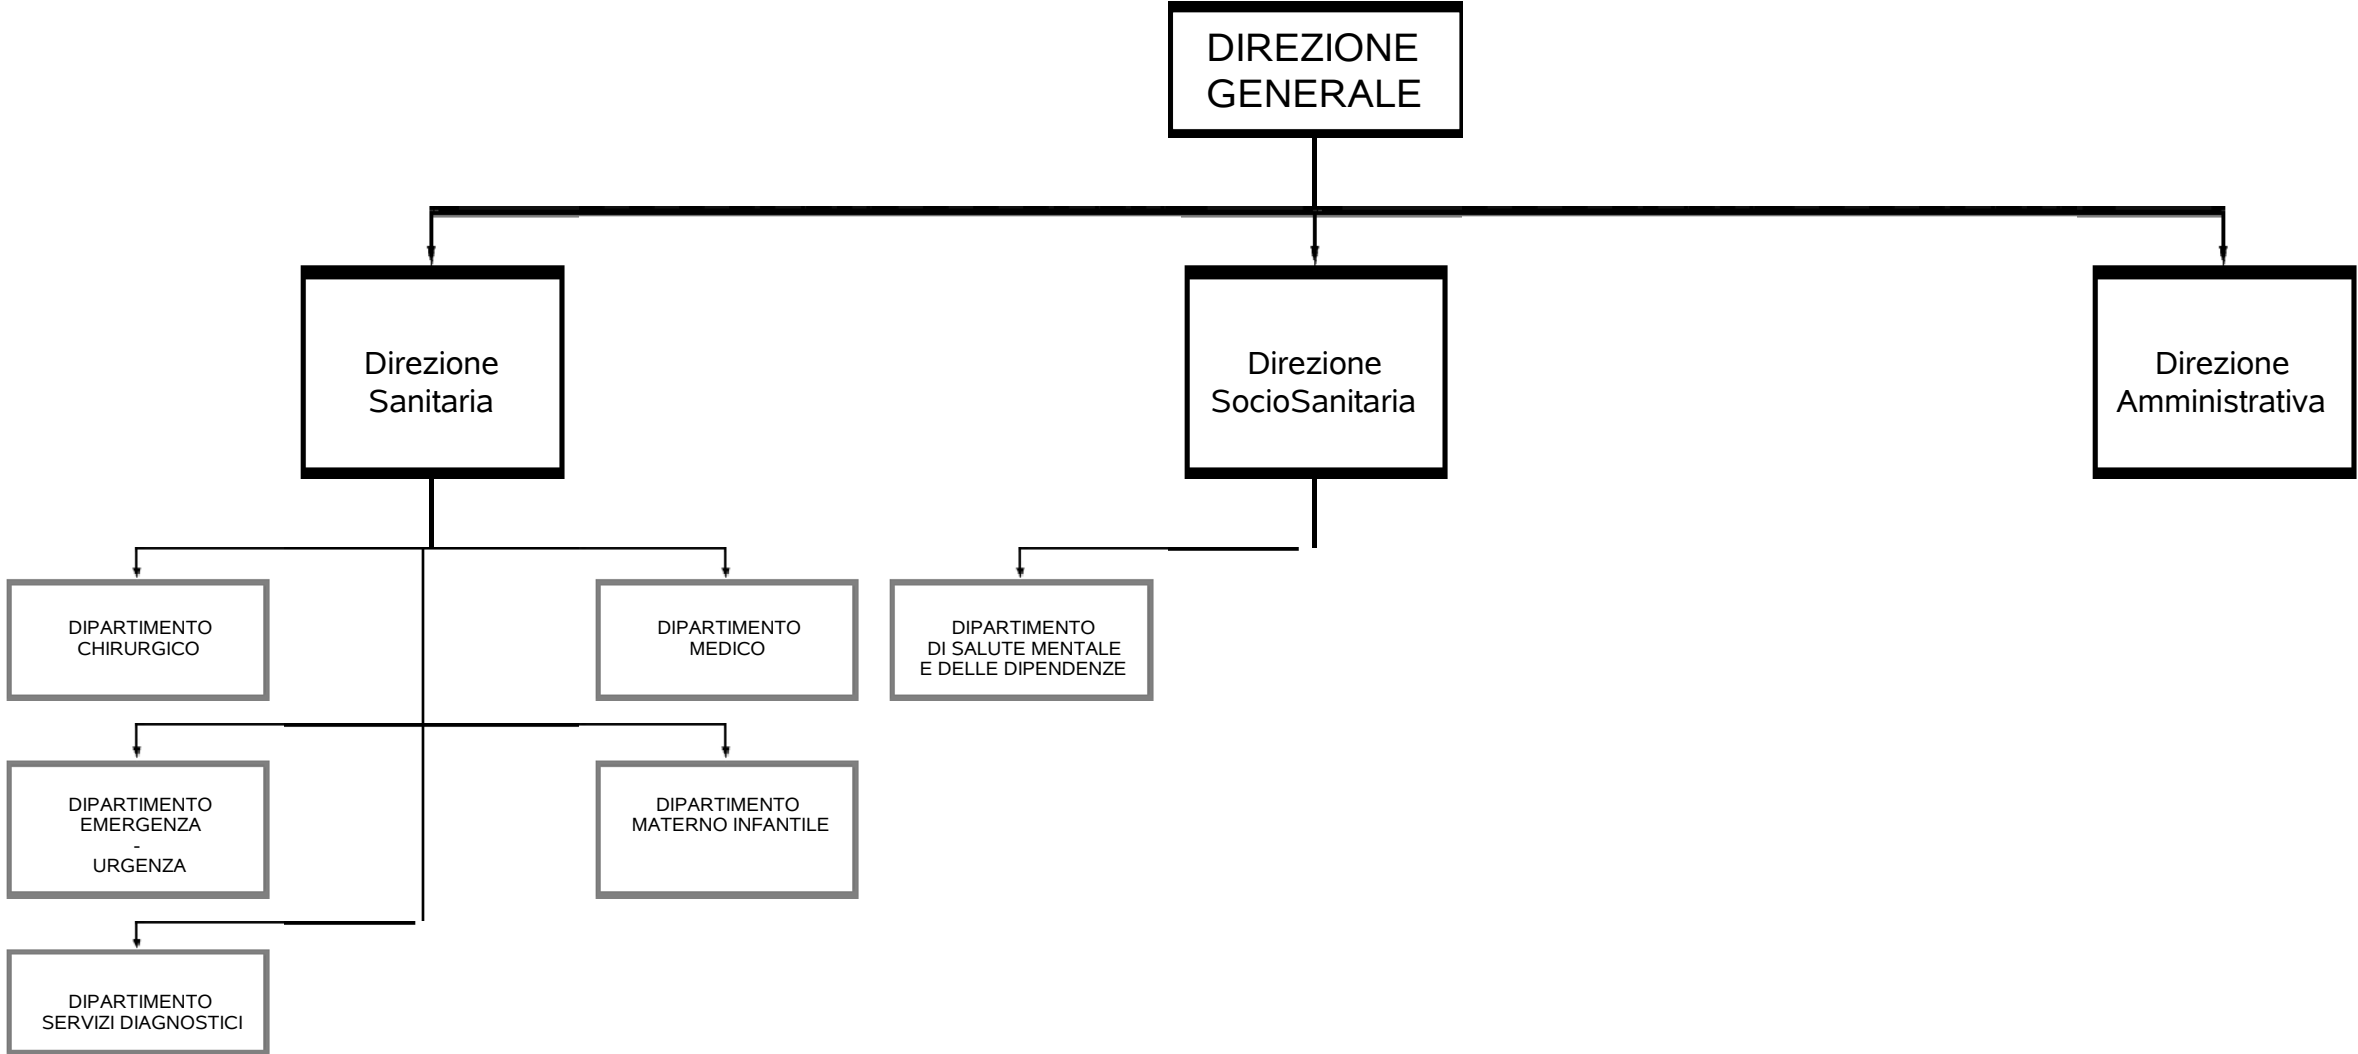 DIREZIONE
GENERALE
Direzione
Sanitaria
Direzione
SocioSanitaria
Direzione
Amministrativa
DIPARTIMENTO
CHIRURGICO
DIPARTIMENTO
MEDICO
DIPARTIMENTO
DI SALUTE MENTALE
E DELLE DIPENDENZE
DIPARTIMENTO
EMERGENZA
-
URGENZA
DIPARTIMENTO
MATERNO INFANTILE
DIPARTIMENTO
SERVIZI DIAGNOSTICI